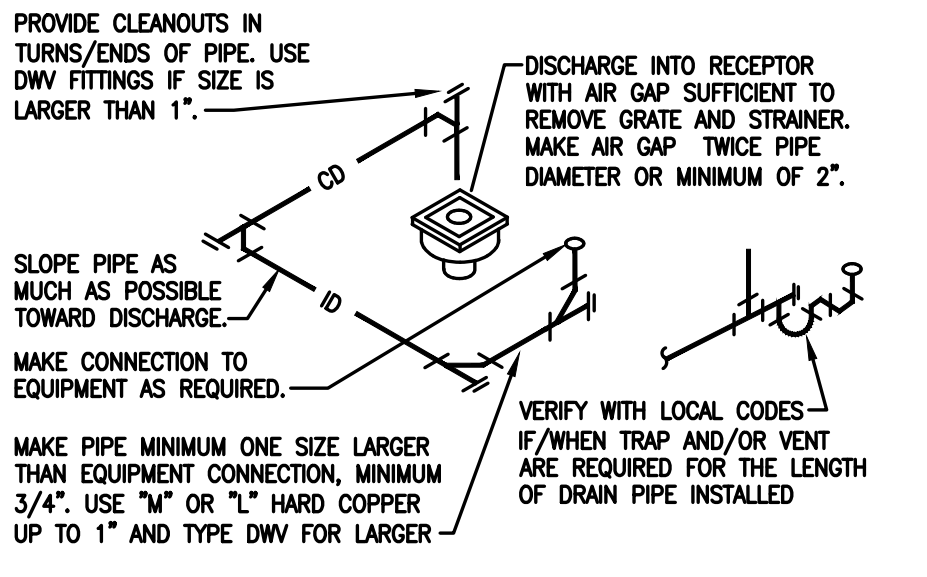 PROVIDE CLEANOUTS IN
TURNS/ENDS OF PIPE. USE
DWV FITTINGS IF SIZE IS
LARGER THAN 1".
DISCHARGE INTO RECEPTOR
WITH AIR GAP SUFFICIENT TO
REMOVE GRATE AND STRAINER.
MAKE AIR GAP TWICE PIPE
DIAMETER OR MINIMUM OF 2".
CD
SLOPE PIPE AS
MUCH AS POSSIBLE
TOWARD DISCHARGE.
ID
MAKE CONNECTION TO
EQUIPMENT AS REQUIRED.
MAKE PIPE MINIMUM ONE SIZE LARGER
THAN EQUIPMENT CONNECTION, MINIMUM
3/4". USE "M" OR "L" HARD COPPER
UP TO 1" AND TYPE DWV FOR LARGER
VERIFY WITH LOCAL CODES
IF/WHEN TRAP AND/OR VENT
ARE REQUIRED FOR THE LENGTH
OF DRAIN PIPE INSTALLED